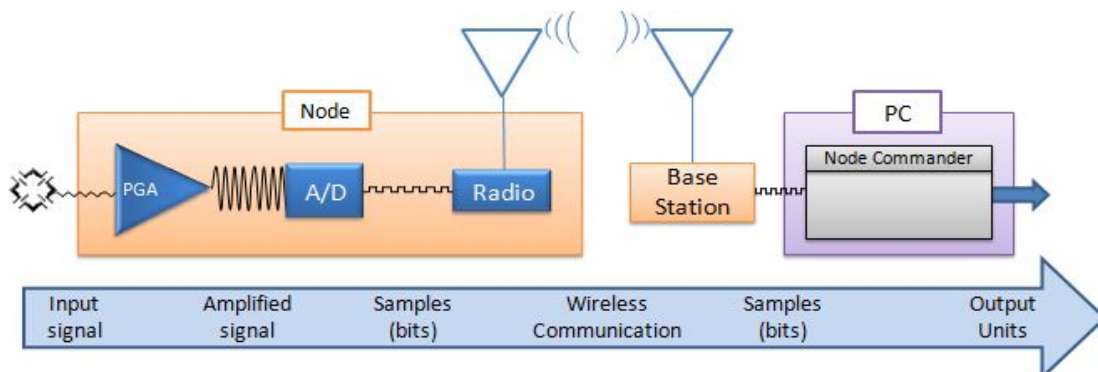 Node
PC
PGA
A/D
Radio
Base
Station
Node Commander
Input
signal
Amplified
signal
Samples
(bits)
Wireless
Communication
Samples
(bits)
Output
Units